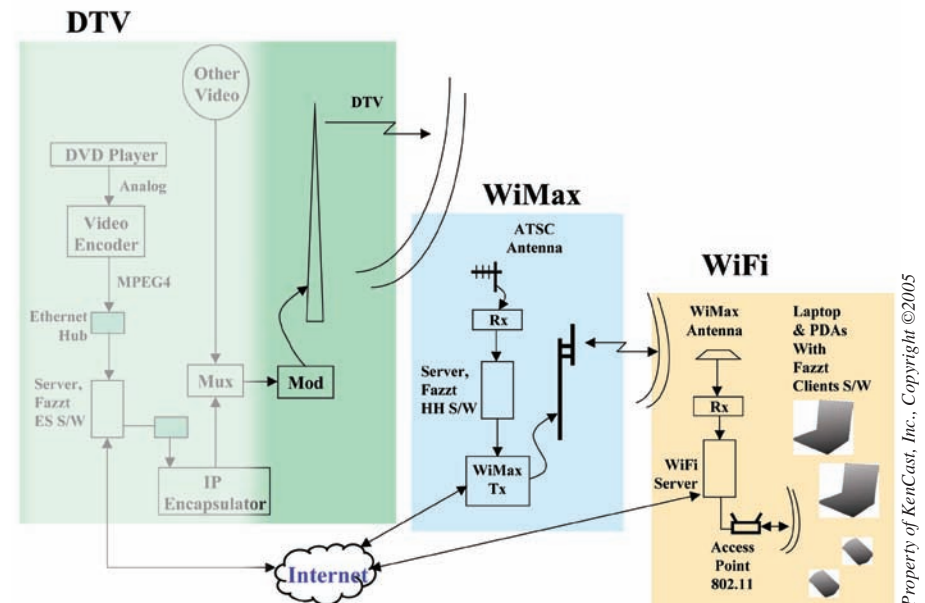 DTV
Other
Video
DVD Player
Analog
Video
Encoder
MPEG4
Ethernet
Hub
Server,
Fazzt
ES S/W
Mux
IP
Encapsulator
Mod
DTV
WiMax
ATSC
Antenna
Rx
Server,
Fazzt
HH S/W
WiMax
Tx
Internet
WiFi
WiMax
Antenna
Rx
WiFi
Server
Access
Point
802.11
Laptop
& PDAs
With
Fazzt
Clients S/W
Property of KenCast, Inc., Copyright ©2005